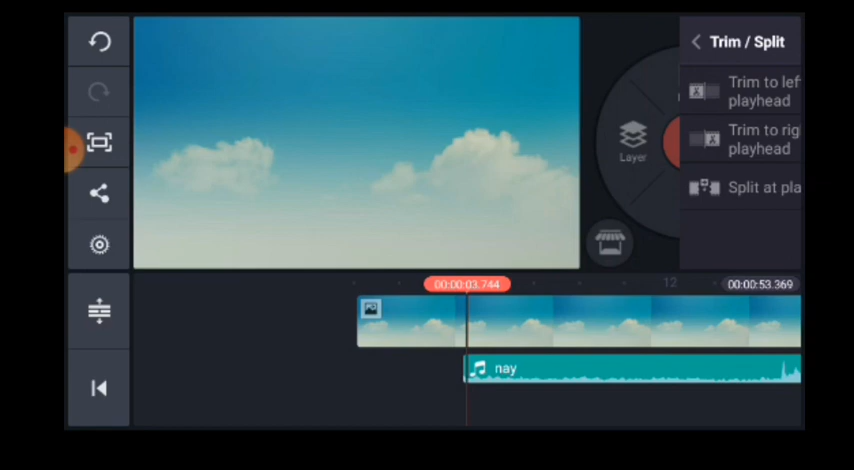 Trim / Split
Trim to lef
playhead
Trim to rig
playhead
Layer
Split at pla
00:00:03.744
12
00:00:53.369
nay